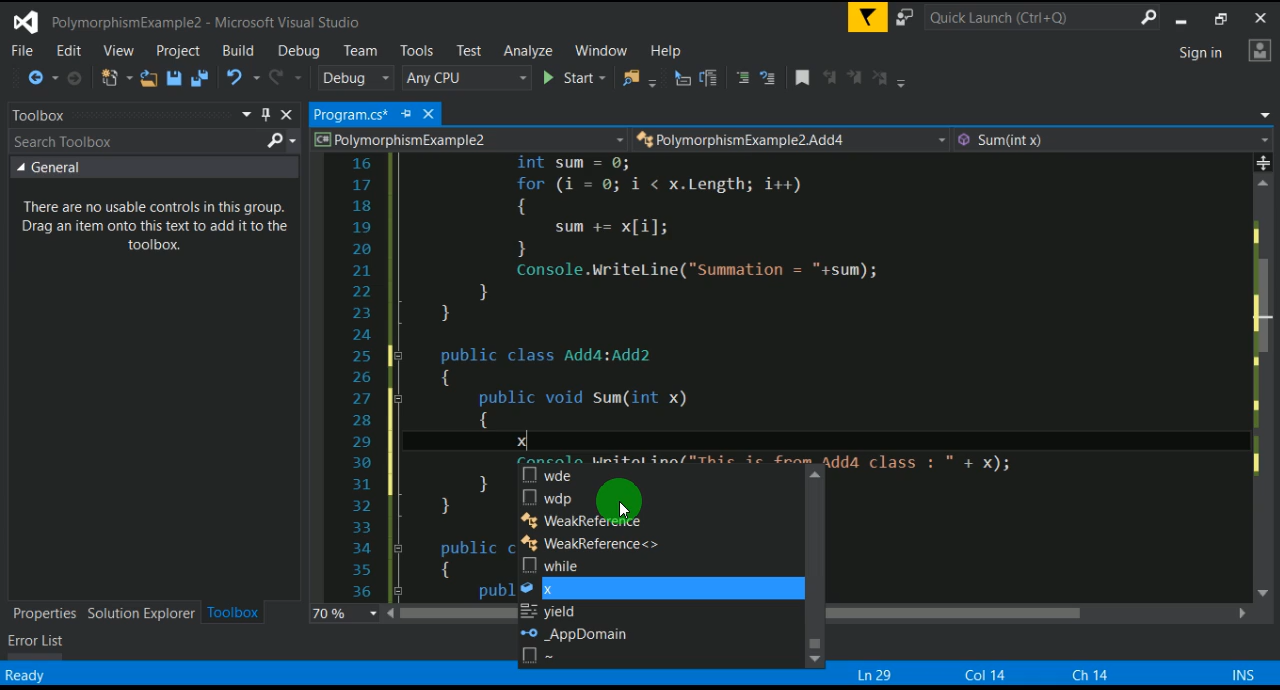 PolymorphismExample2 - Microsoft Visual Studio
Quick Launch (Ctrl+Q)
File Edit View Project Build Debug Team Tools Test Analyze Window Help
Sign in
Debug Any CPU Start
Toolbox
Program.cs*
Search Toolbox
PolymorphismExample2 PolymorphismExample2.Add4 Sum(int x)
General
There are no usable controls in this group.
Drag an item onto this text to add it to the
toolbox.
16 int sum = 0;
17 for (i = 0; i < x.Length; i++)
18 {
19 sum += x[i];
20 }
21 Console.WriteLine("Summation = "+sum);
22 }
23 }
24
25 public class Add4:Add2
26 {
27 public void Sum(int x)
28 {
29 x
30 Console.WriteLine("This is from Add4 class : " + x);
31 }
32 }
33
34 public c
35 {
36 publ
wde
wdp
WeakReference
WeakReference<>
while
x
yield
_AppDomain
~
70 %
Properties Solution Explorer Toolbox
Error List
Ready Ln 29 Col 14 Ch 14 INS